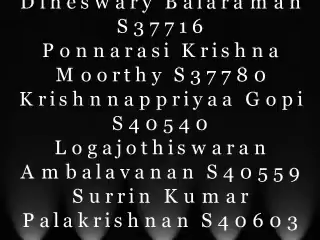 Dineswary Balaraman
S37716
Ponnarasi Krishna
Moorthy S37780
Krishnnappriyaa Gopi
S40540
Logajothiswaran
Ambalavanan S40559
Surrin Kumar
Palakrishnan S40603